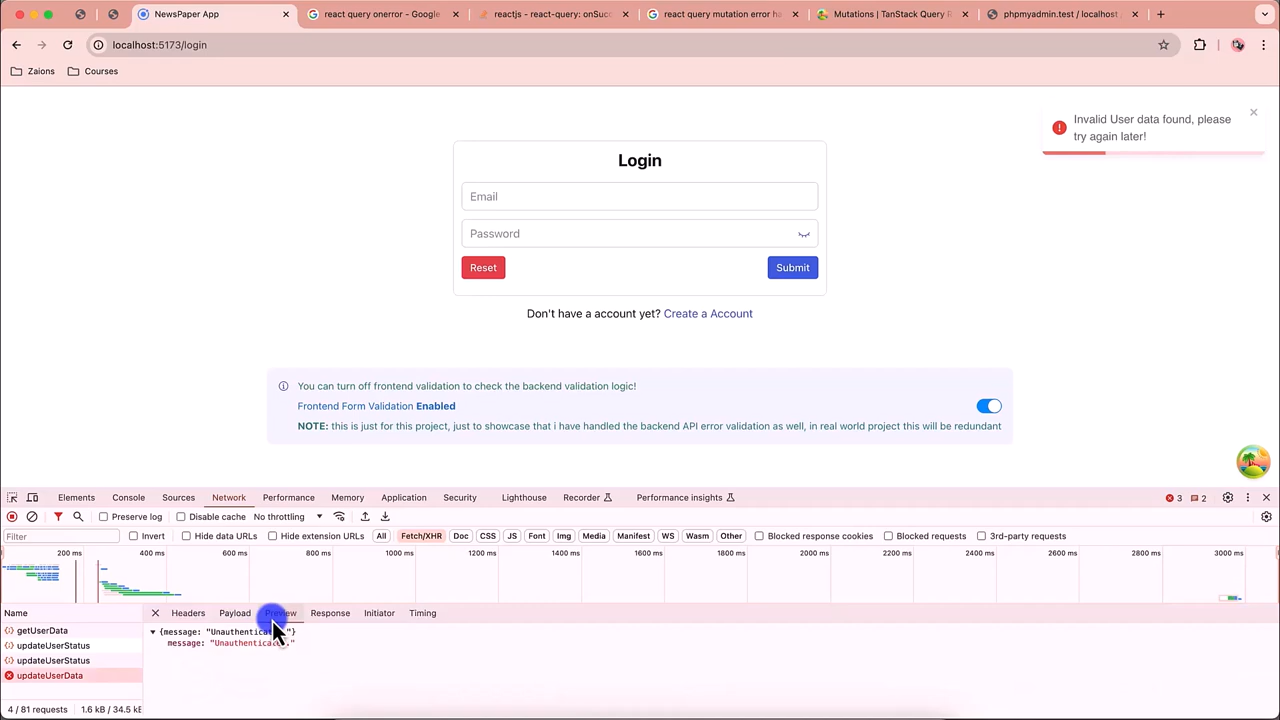 NewsPaper App
react query onerror - Google
reactjs - react-query: onSuc
react query mutation error ha
Mutations | TanStack Query R
phpmyadmin.test / localhost
localhost:5173/login
Zaions
Courses
Invalid User data found, please
try again later!
Login
Email
Password
Reset
Submit
Don't have a account yet? Create a Account
You can turn off frontend validation to check the backend validation logic!
Frontend Form Validation Enabled
NOTE: this is just for this project, just to showcase that i have handled the backend API error validation as well, in real world project this will be redundant
Elements Console Sources Network Performance Memory Application Security Lighthouse Recorder Performance insights 3 2
Preserve log Disable cache No throttling
Filter Invert Hide data URLs Hide extension URLs All Fetch/XHR Doc CSS JS Font Img Media Manifest WS Wasm Other Blocked response cookies Blocked requests 3rd-party requests
200 ms 400 ms 600 ms 800 ms 1000 ms 1200 ms 1400 ms 1600 ms 1800 ms 2000 ms 2200 ms 2400 ms 2600 ms 2800 ms 3000 ms
Name Headers Payload Preview Response Initiator Timing
getUserData
{message: "Unauthentica
updateUserStatus
message: "Unauthentica
updateUserStatus
updateUserData
4 / 81 requests 1.6 kB / 34.5 kB